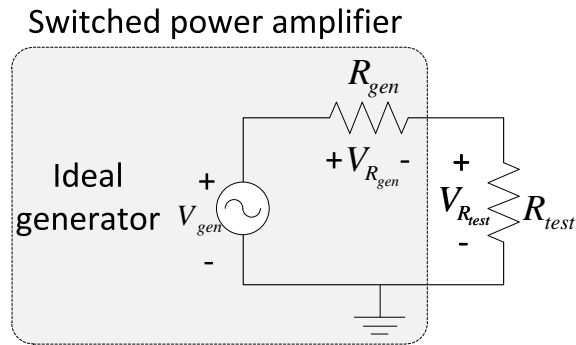 Switched power amplifier
R_gen
+ V_R_gen -
Ideal
generator
+
V_gen
-
+
V_R_test
-
R_test